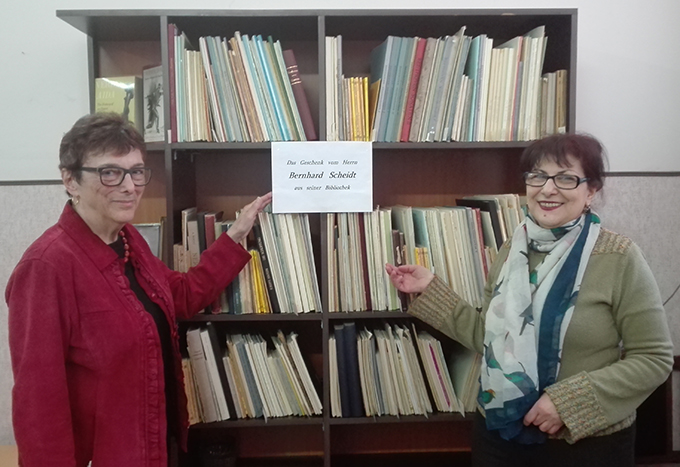 Das Geschenk vom Herrn
Bernhard Scheidt
aus seiner Bibliothek